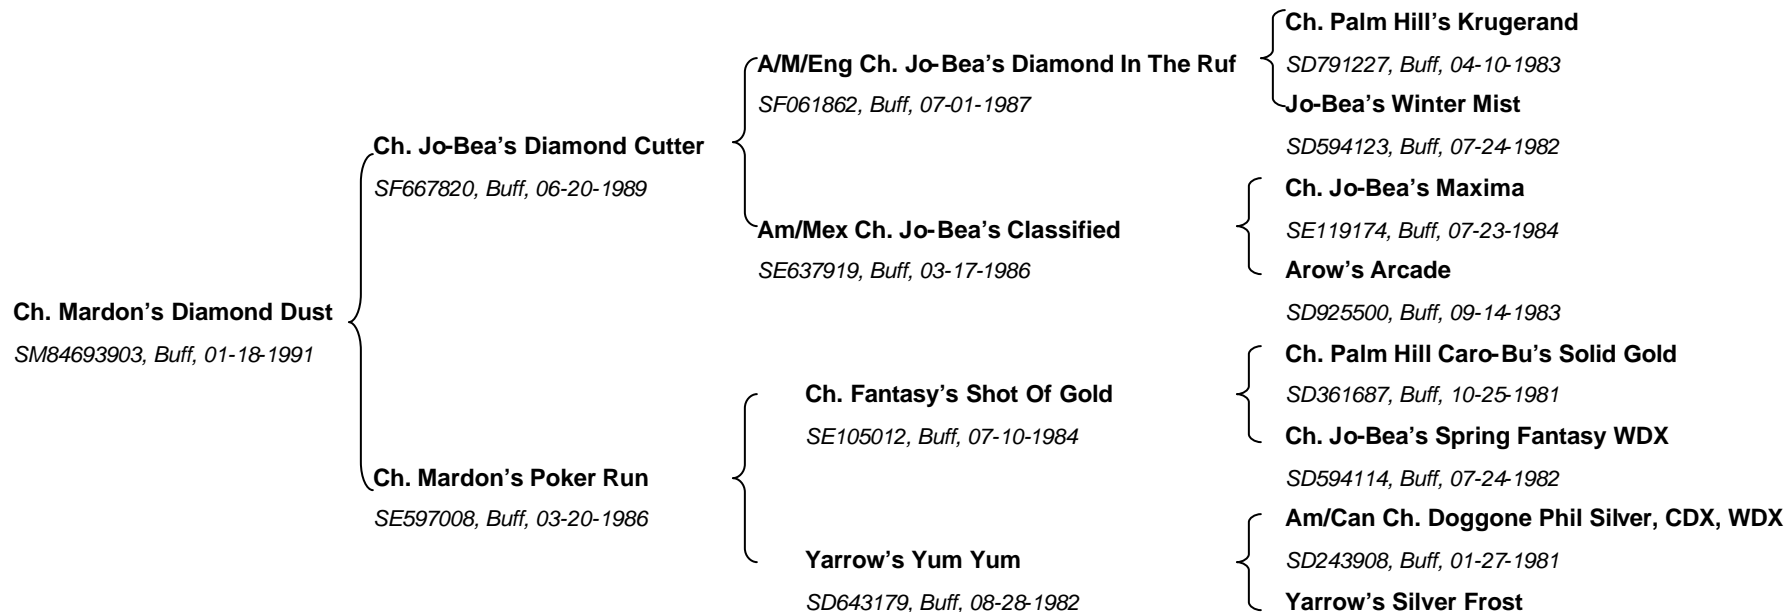 Ch. Palm Hill's Krugerand
A/M/Eng Ch. Jo-Bea's Diamond In The Ruf
SD791227, Buff, 04-10-1983
SF061862, Buff, 07-01-1987
Jo-Bea's Winter Mist
Ch. Jo-Bea's Diamond Cutter
SD594123, Buff, 07-24-1982
SF667820, Buff, 06-20-1989
Ch. Jo-Bea's Maxima
Am/Mex Ch. Jo-Bea's Classified
SE119174, Buff, 07-23-1984
SE637919, Buff, 03-17-1986
Arow's Arcade
Ch. Mardon's Diamond Dust
SD925500, Buff, 09-14-1983
SM84693903, Buff, 01-18-1991
Ch. Palm Hill Caro-Bu's Solid Gold
Ch. Fantasy's Shot Of Gold
SD361687, Buff, 10-25-1981
SE105012, Buff, 07-10-1984
Ch. Jo-Bea's Spring Fantasy WDX
Ch. Mardon's Poker Run
SD594114, Buff, 07-24-1982
SE597008, Buff, 03-20-1986
Am/Can Ch. Doggone Phil Silver, CDX, WDX
Yarrow's Yum Yum
SD243908, Buff, 01-27-1981
SD643179, Buff, 08-28-1982
Yarrow's Silver Frost